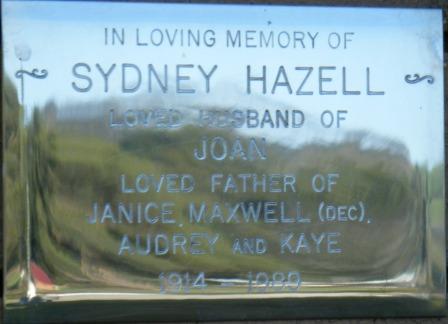 IN LOVING MEMORY OF
SYDNEY HAZELL
LOVED HUSBAND OF
JOAN
LOVED FATHER OF
JANICE, MAXWELL (DEC),
AUDREY AND KAYE
1914 - 1989